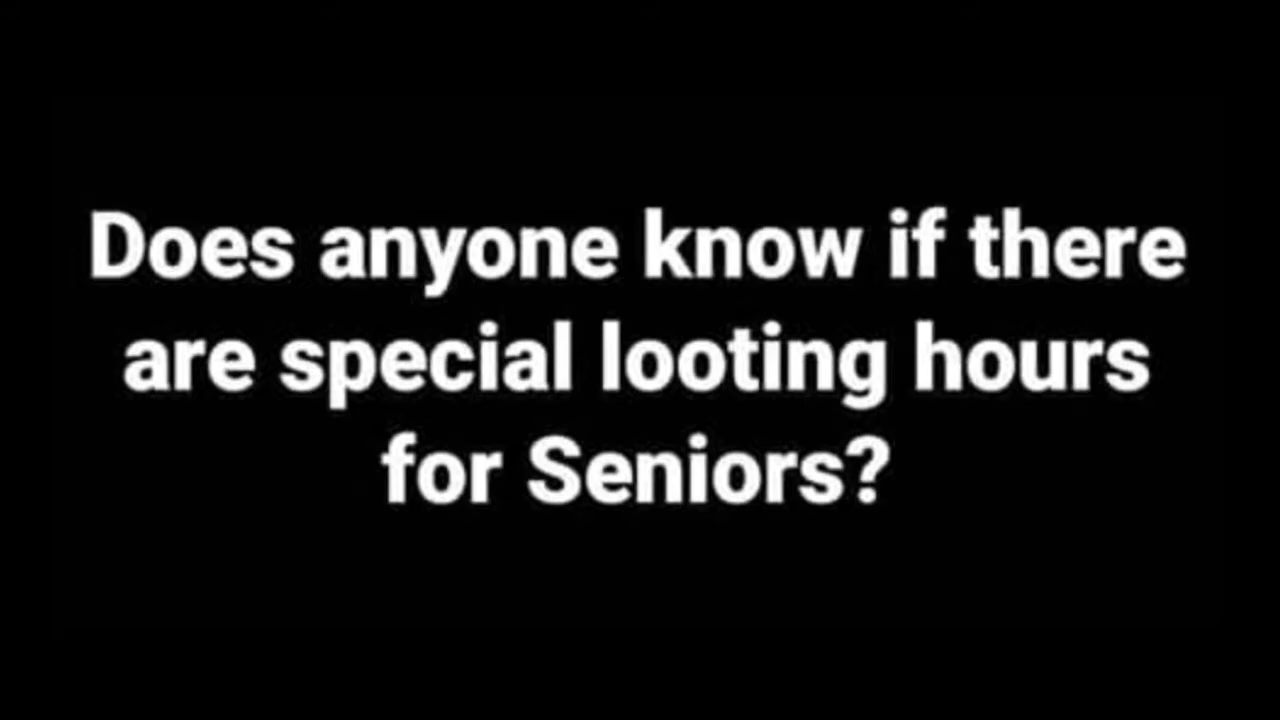 Does anyone know if there
are special looting hours
for Seniors?